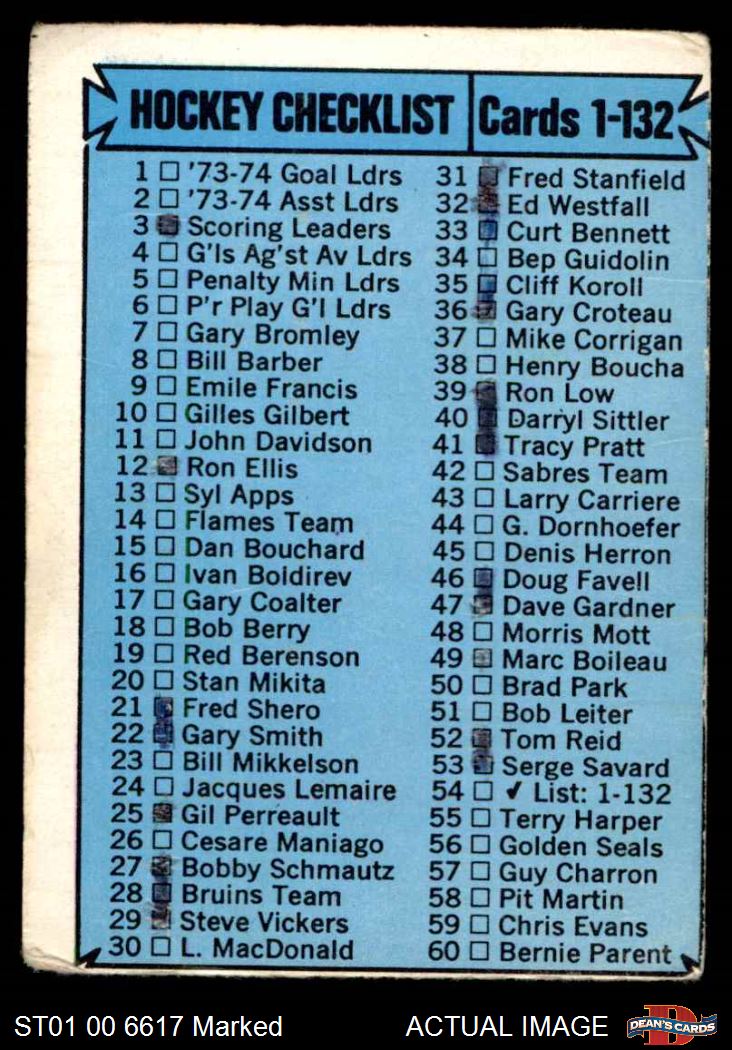 HOCKEY CHECKLIST
Cards 1-132
1 '73-74 Goal Ldrs
2 '73-74 Asst Ldrs
3 Scoring Leaders
4 G'ls Ag'st Av Ldrs
5 Penalty Min Ldrs
6 P'r Play G'l Ldrs
7 Gary Bromley
8 Bill Barber
9 Emile Francis
10 Gilles Gilbert
11 John Davidson
12 Ron Ellis
13 Syl Apps
14 Flames Team
15 Dan Bouchard
16 Ivan Boldirev
17 Gary Coalter
18 Bob Berry
19 Red Berenson
20 Stan Mikita
21 Fred Shero
22 Gary Smith
23 Bill Mikkelson
24 Jacques Lemaire
25 Gil Perreault
26 Cesare Maniago
27 Bobby Schmautz
28 Bruins Team
29 Steve Vickers
30 L. MacDonald
31 Fred Stanfield
32 Ed Westfall
33 Curt Bennett
34 Bep Guidolin
35 Cliff Koroll
36 Gary Croteau
37 Mike Corrigan
38 Henry Boucha
39 Ron Low
40 Darryl Sittler
41 Tracy Pratt
42 Sabres Team
43 Larry Carriere
44 G. Dornhoefer
45 Denis Herron
46 Doug Favell
47 Dave Gardner
48 Morris Mott
49 Marc Boileau
50 Brad Park
51 Bob Leiter
52 Tom Reid
53 Serge Savard
54 ✓ List: 1-132
55 Terry Harper
56 Golden Seals
57 Guy Charron
58 Pit Martin
59 Chris Evans
60 Bernie Parent
ST01 00 6617 Marked
ACTUAL IMAGE
DEAN'S CARDS